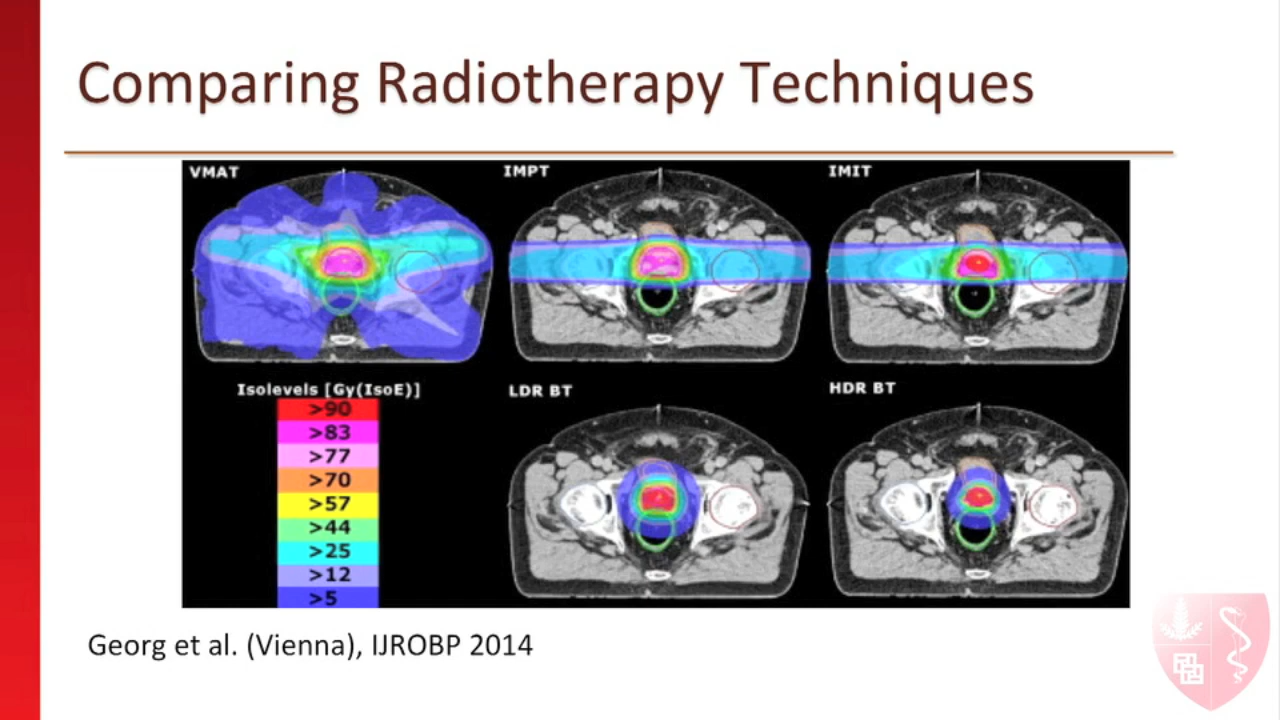 Comparing Radiotherapy Techniques
VMAT
IMPT
IMIT
Isolevels [Gy(IsoE)]
>90
>83
>77
>70
>57
>44
>25
>12
>5
LDR BT
HDR BT
Georg et al. (Vienna), IJROBP 2014